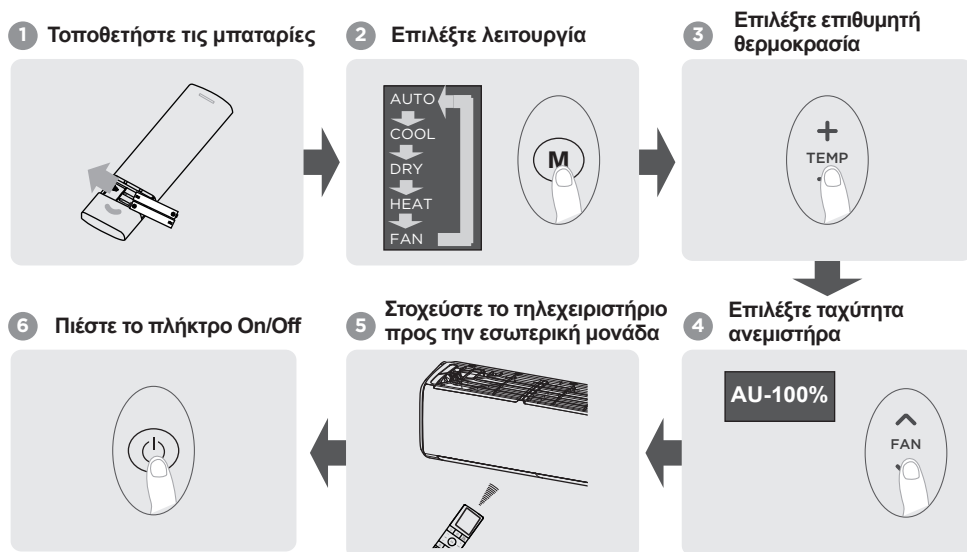 1 Τοποθετήστε τις μπαταρίες
2 Επιλέξτε λειτουργία
AUTO
COOL
DRY
HEAT
FAN
M
3 Επιλέξτε επιθυμητή
θερμοκρασία
+
TEMP
4 Επιλέξτε ταχύτητα
ανεμιστήρα
AU-100%
FAN
5 Στοχεύστε το τηλεχειριστήριο
προς την εσωτερική μονάδα
6 Πιέστε το πλήκτρο On/Off